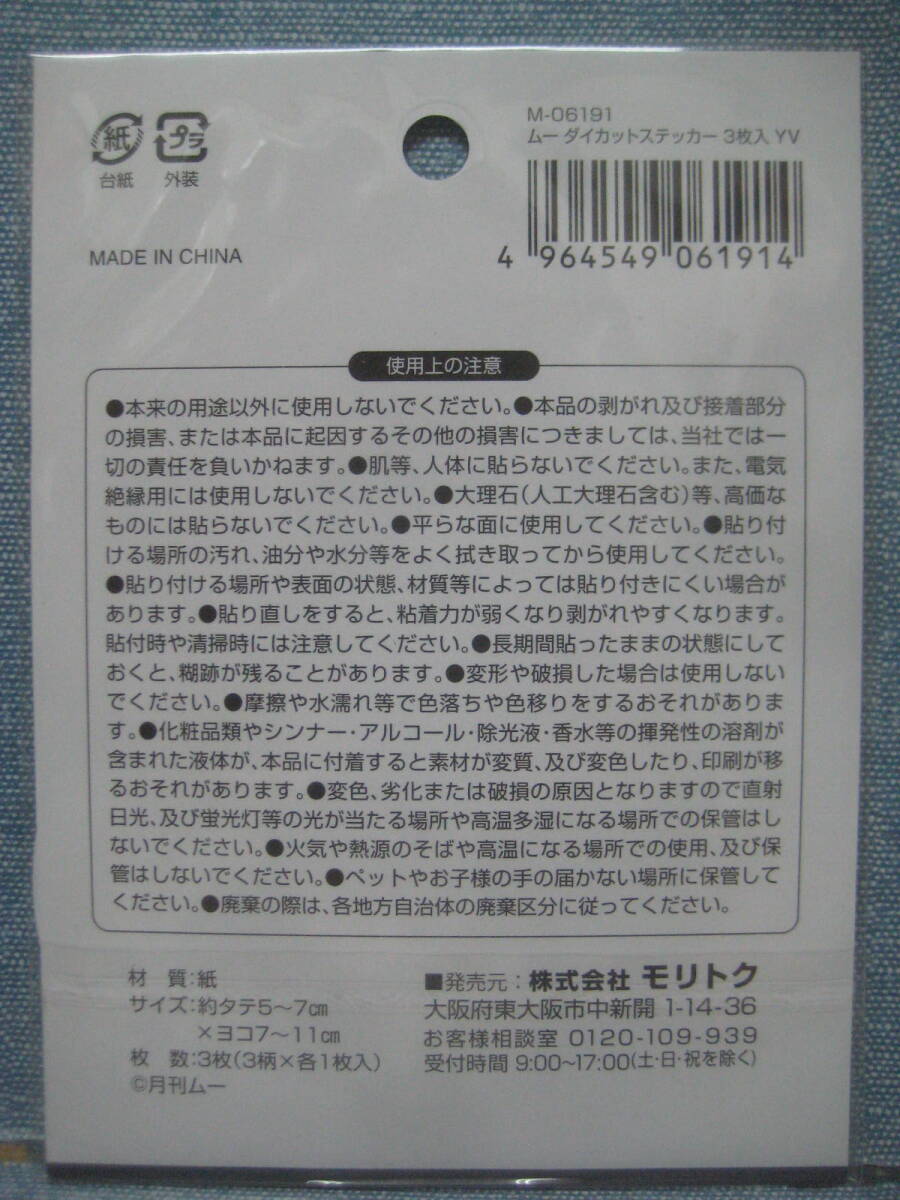 紙
プラ
台紙 外装
MADE IN CHINA
M-06191
ムー ダイカットステッカー 3枚入 YV
4 964549 061914
使用上の注意
●本来の用途以外に使用しないでください。●本品の剥がれ及び接着部分
の損害、または本品に起因するその他の損害につきましては、当社では一
切の責任を負いかねます。●肌等、人体に貼らないでください。また、電気
絶縁用には使用しないでください。●大理石(人工大理石含む)等、高価な
ものには貼らないでください。●平らな面に使用してください。●貼り付
ける場所の汚れ、油分や水分等をよく拭き取ってから使用してください。
●貼り付ける場所や表面の状態、材質等によっては貼り付きにくい場合が
あります。●貼り直しをすると、粘着力が弱くなり剥がれやすくなります。
貼付時や清掃時には注意してください。●長期間貼ったままの状態にして
おくと、糊跡が残ることがあります。●変形や破損した場合は使用しない
でください。●摩擦や水濡れ等で色落ちや色移りをするおそれがありま
す。●化粧品類やシンナー・アルコール・除光液・香水等の揮発性の溶剤が
含まれた液体が、本品に付着すると素材が変質、及び変色したり、印刷が移
るおそれがあります。●変色、劣化または破損の原因となりますので直射
日光、及び蛍光灯等の光が当たる場所や高温多湿になる場所での保管はし
ないでください。●火気や熱源のそばや高温になる場所での使用、及び保
管はしないでください。●ペットやお子様の手の届かない場所に保管して
ください。●廃棄の際は、各地方自治体の廃棄区分に従ってください。
材 質:紙
サイズ:約タテ5〜7㎝
×ヨコ7〜11㎝
枚 数:3枚(3柄×各1枚入)
©月刊ムー
■発売元:株式会社 モリトク
大阪府東大阪市中新開 1-14-36
お客様相談室 0120-109-939
受付時間 9:00〜17:00(土・日・祝を除く)